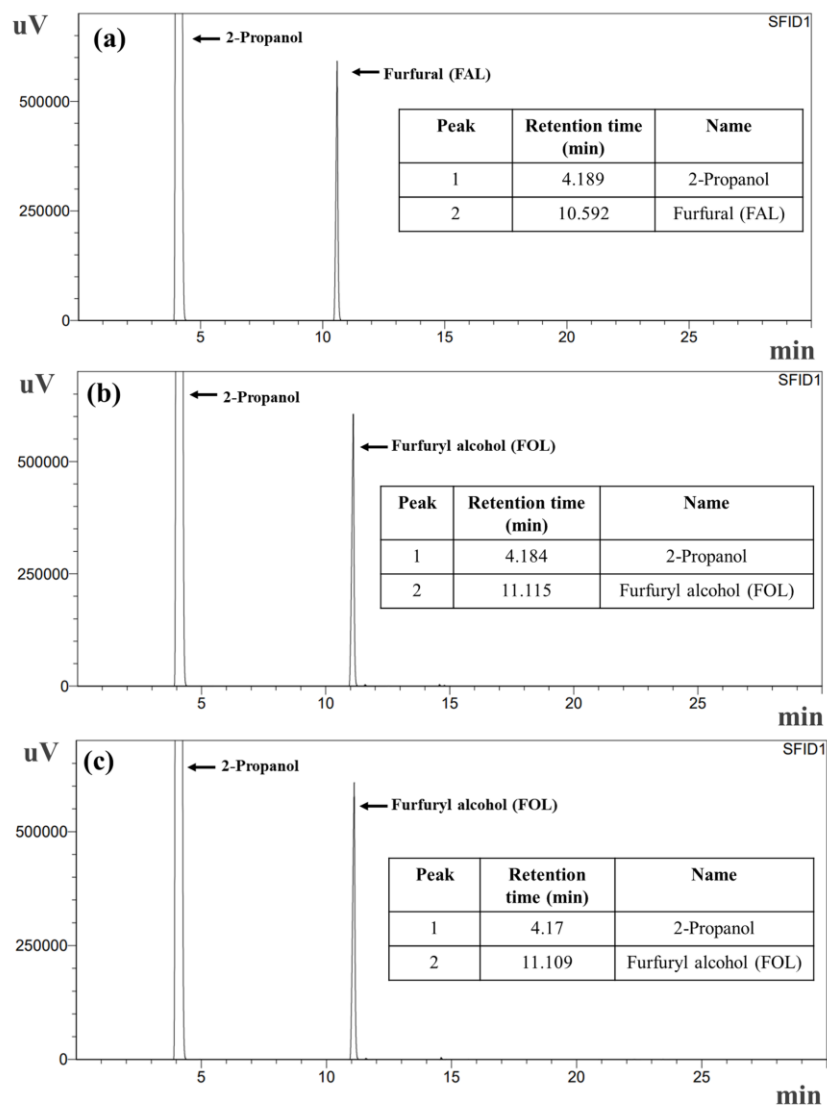 uV
(a)
SFID1
2-Propanol
Furfural (FAL)
500000
250000
0
Peak Retention time (min) Name
1 4.189 2-Propanol
2 10.592 Furfural (FAL)
5 10 15 20 25
min
uV
(b)
SFID1
2-Propanol
Furfuryl alcohol (FOL)
500000
250000
0
Peak Retention time (min) Name
1 4.184 2-Propanol
2 11.115 Furfuryl alcohol (FOL)
5 10 15 20 25
min
uV
(c)
SFID1
2-Propanol
Furfuryl alcohol (FOL)
500000
250000
0
Peak Retention time (min) Name
1 4.17 2-Propanol
2 11.109 Furfuryl alcohol (FOL)
5 10 15 20 25
min